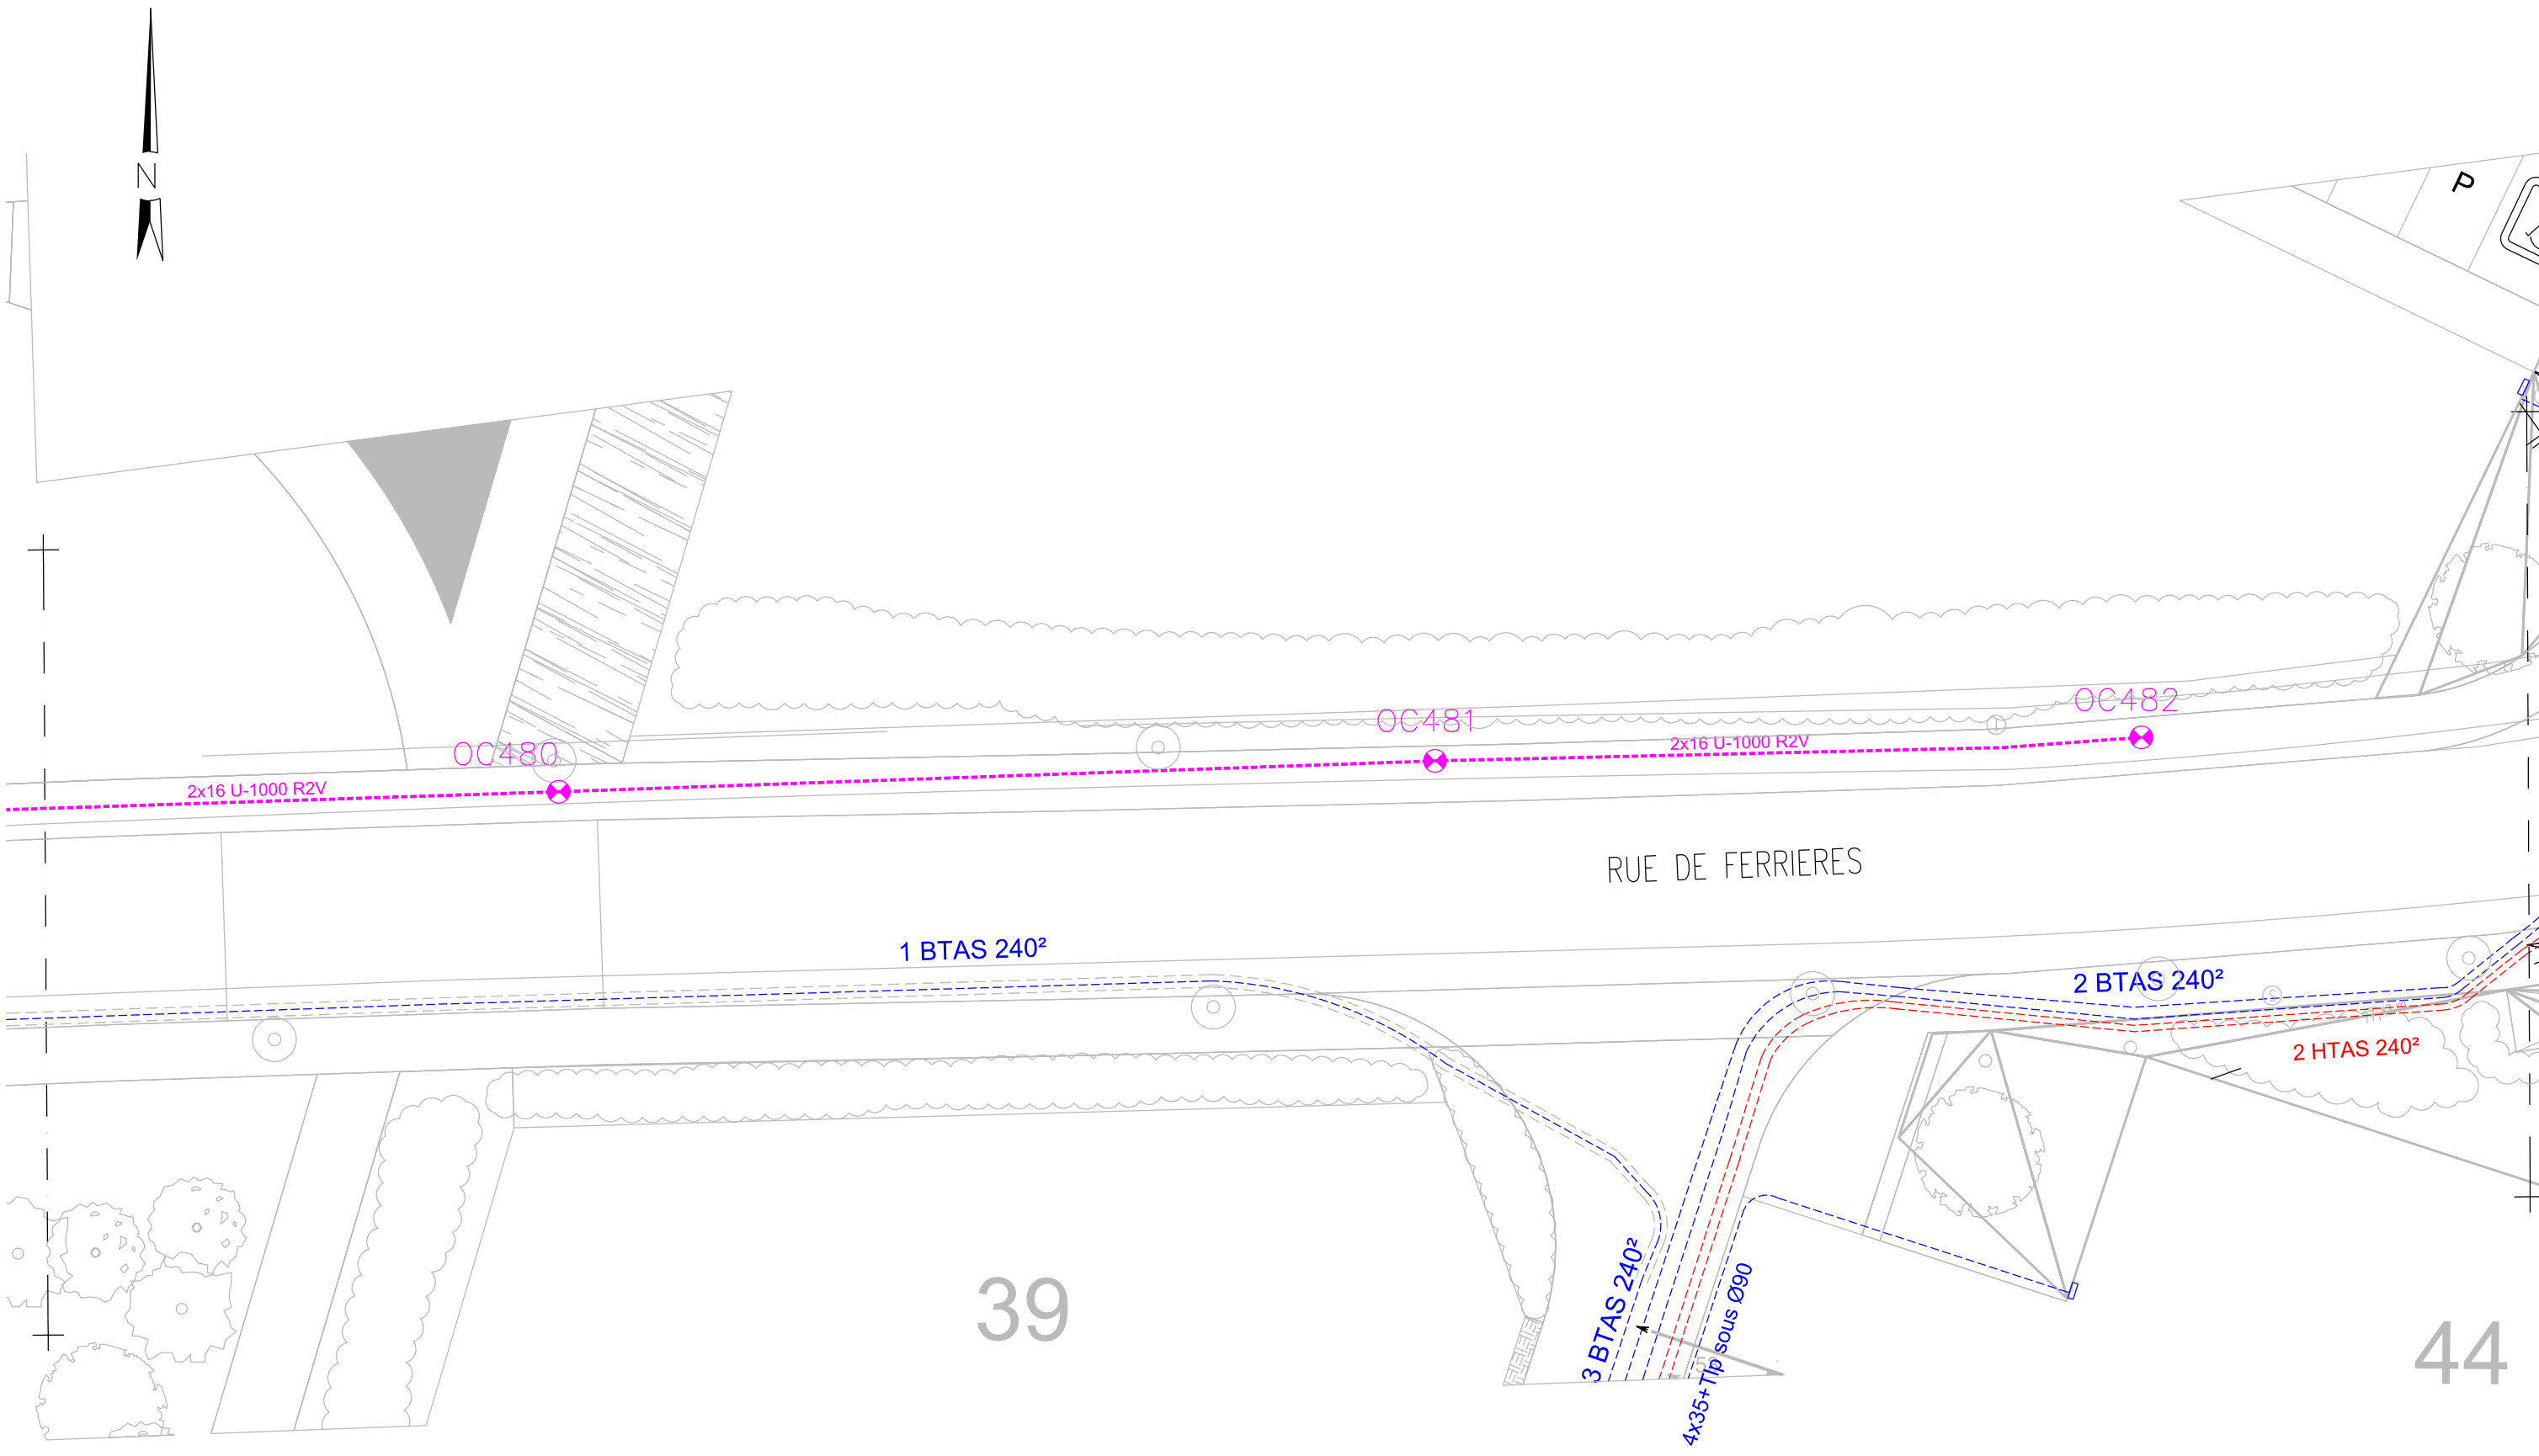 N
P
OC480
OC481
OC482
2x16 U-1000 R2V
2x16 U-1000 R2V
RUE DE FERRIERES
1 BTAS 240²
2 BTAS 240²
2 HTAS 240²
3 BTAS 240²
4x35+Tlp sous Ø90
39
44